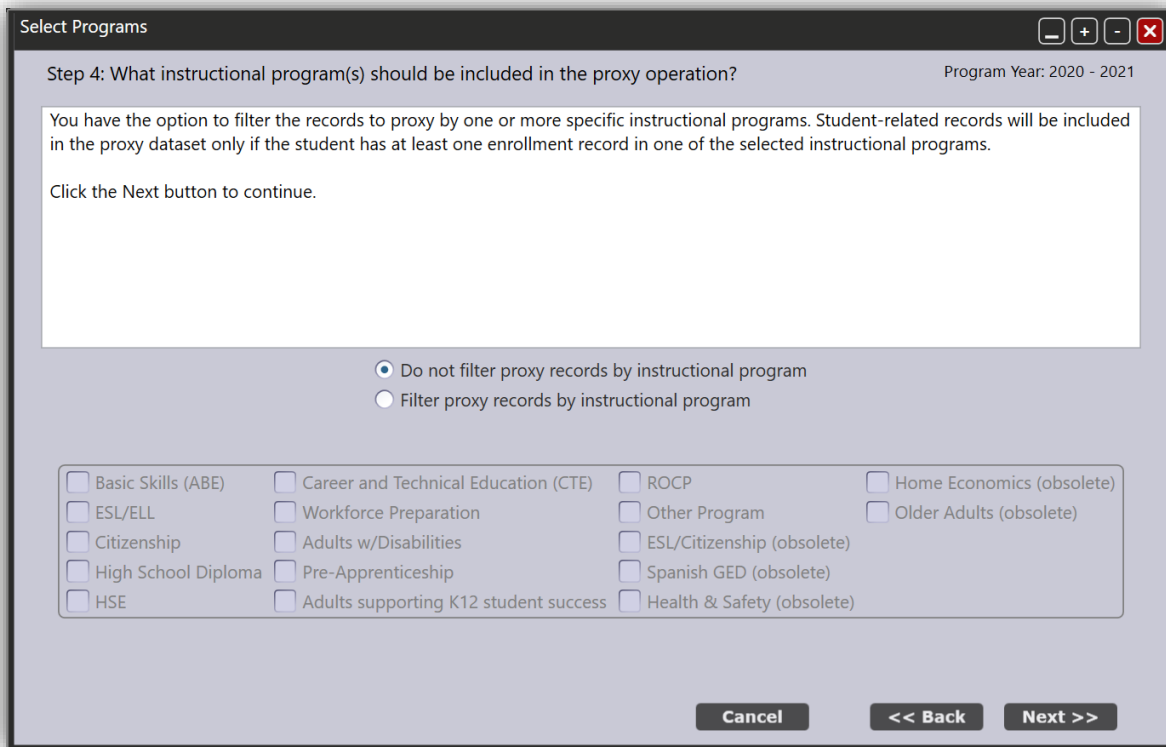 Select Programs
Step 4: What instructional program(s) should be included in the proxy operation?
Program Year: 2020 - 2021
You have the option to filter the records to proxy by one or more specific instructional programs. Student-related records will be included
in the proxy dataset only if the student has at least one enrollment record in one of the selected instructional programs.
Click the Next button to continue.
Do not filter proxy records by instructional program
Filter proxy records by instructional program
Basic Skills (ABE)
ESL/ELL
Citizenship
High School Diploma
HSE
Career and Technical Education (CTE)
Workforce Preparation
Adults w/Disabilities
Pre-Apprenticeship
Adults supporting K12 student success
ROCP
Other Program
ESL/Citizenship (obsolete)
Spanish GED (obsolete)
Health & Safety (obsolete)
Home Economics (obsolete)
Older Adults (obsolete)
Cancel
<< Back
Next >>